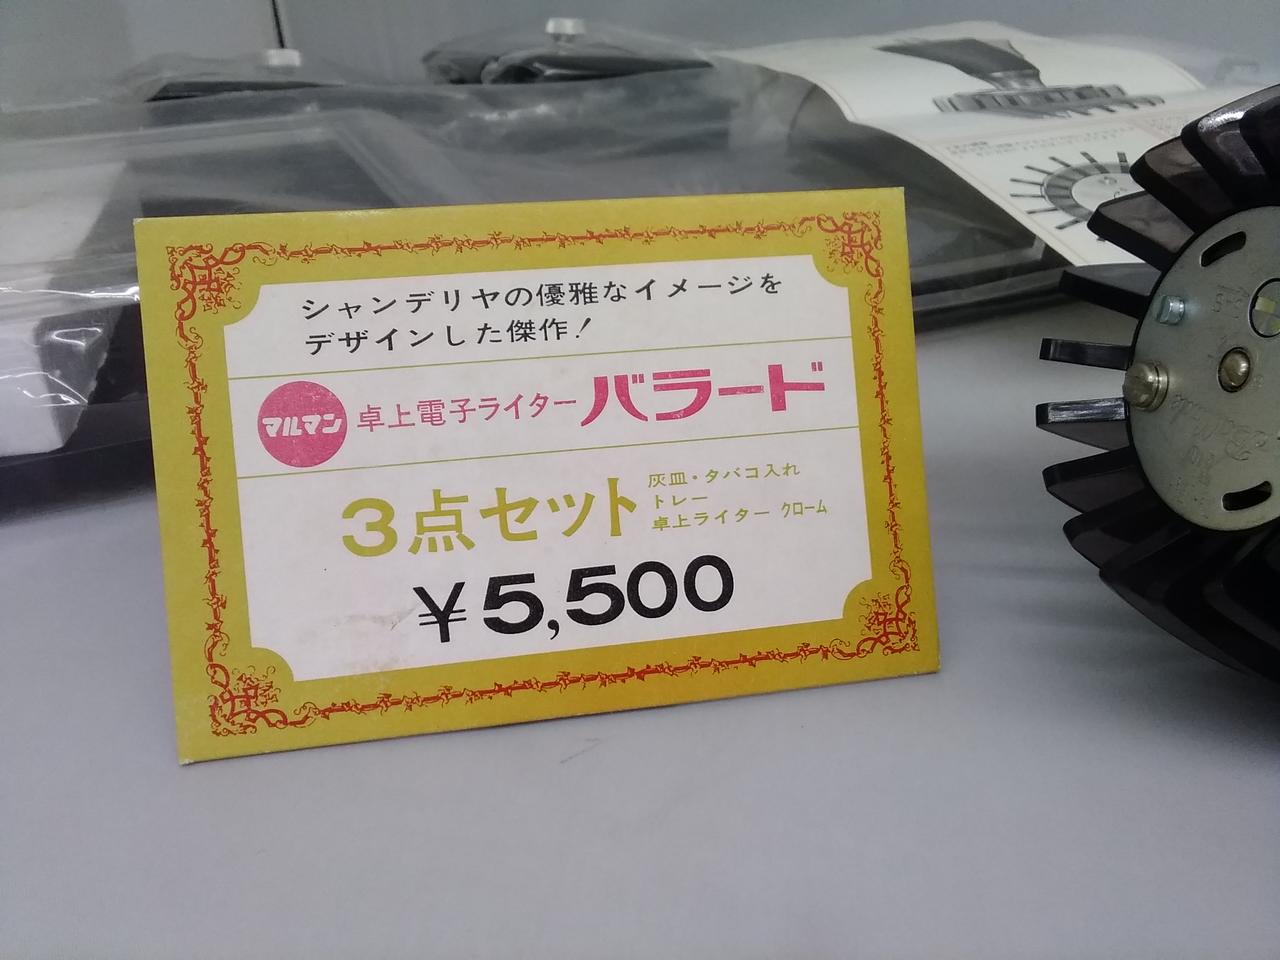 シャンデリヤの優雅なイメージを
デザインした傑作!
マルマン 卓上電子ライター バラード
3点セット
灰皿・タバコ入れ
トレー
卓上ライター クローム
¥5,500